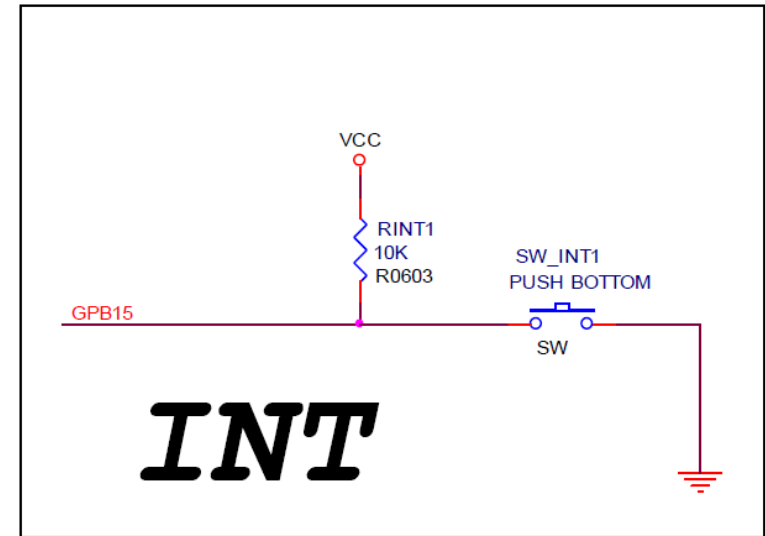 VCC
RINT1
10K
R0603
SW_INT1
PUSH BOTTOM
GPB15
SW
INT